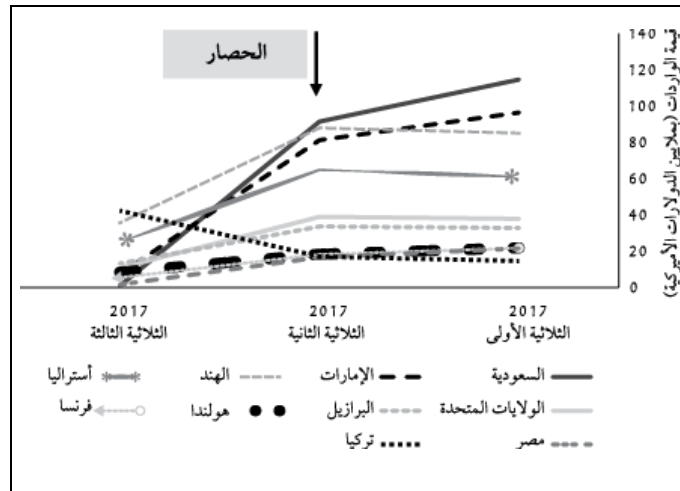 الحصار
قيمة الواردات (بملايين الدولارات الأميركية)
140
120
100
80
60
40
20
0
2017
الثلاثية الأولى
2017
الثلاثية الثانية
2017
الثلاثية الثالثة
السعودية
الإمارات
الهند
أستراليا
الولايات المتحدة
البرازيل
هولندا
فرنسا
مصر
تركيا